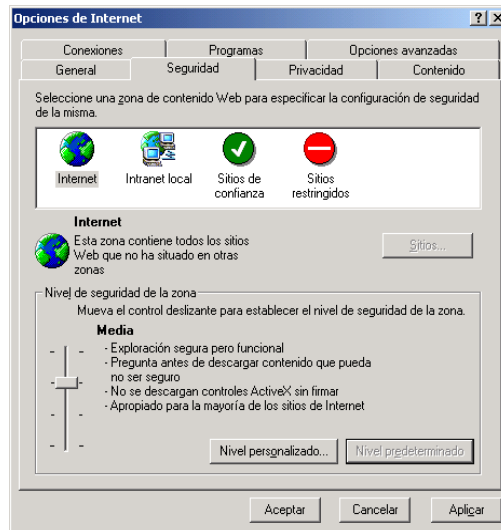 Opciones de Internet
Conexiones Programas Opciones avanzadas
General Seguridad Privacidad Contenido
Seleccione una zona de contenido Web para especificar la configuración de seguridad
de la misma.
Internet Intranet local Sitios de confianza Sitios restringidos
Internet
Esta zona contiene todos los sitios
Web que no ha situado en otras
zonas
Sitios...
Nivel de seguridad de la zona
Mueva el control deslizante para establecer el nivel de seguridad de la zona.
Media
- Exploración segura pero funcional
- Pregunta antes de descargar contenido que pueda
no ser seguro
- No se descargan controles ActiveX sin firmar
- Apropiado para la mayoría de los sitios de Internet
Nivel personalizado... Nivel predeterminado
Aceptar Cancelar Aplicar